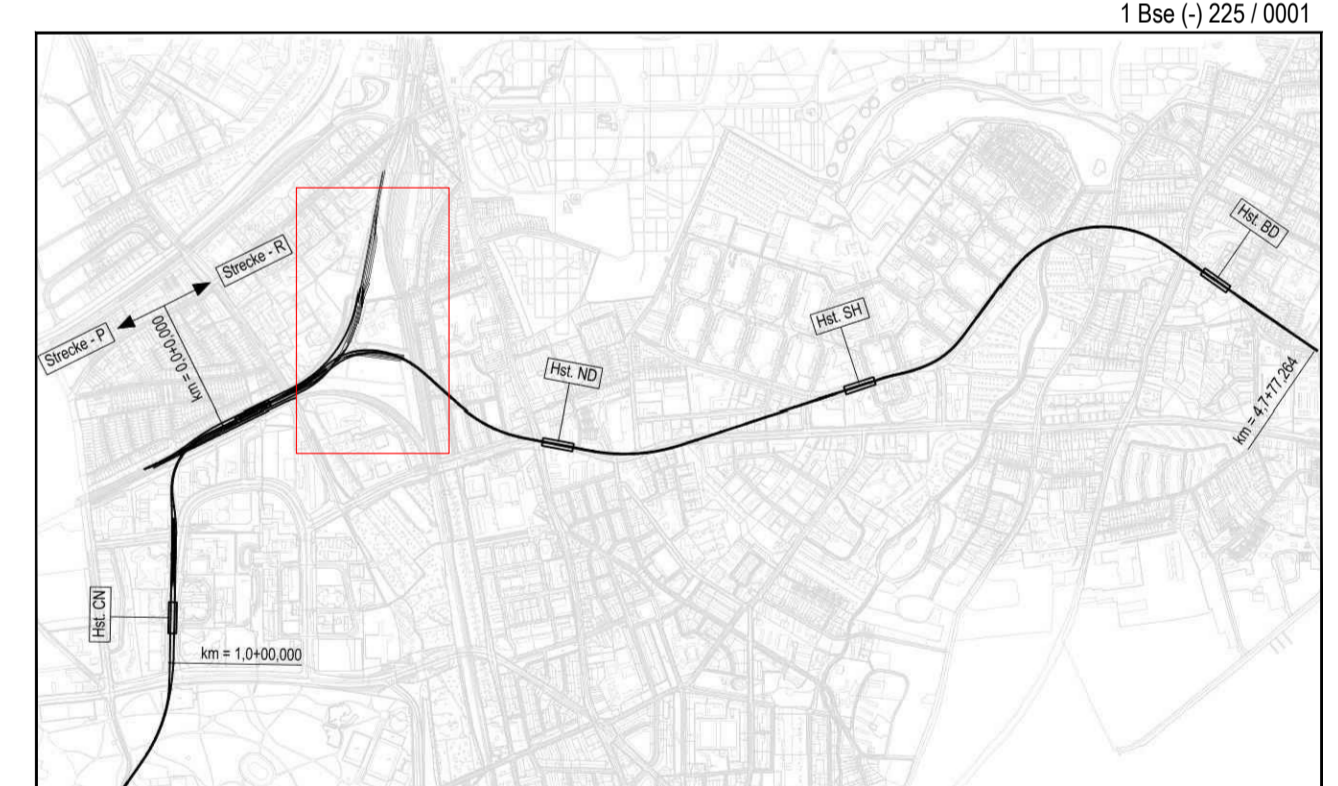 1 Bse (-) 225 / 0001
Hst. BD
Strecke - R
Strecke - P
km = 0,0+0,000
Hst. SH
Hst. ND
km = 4,7+77,264
Hst. CN
km = 1,0+00,000